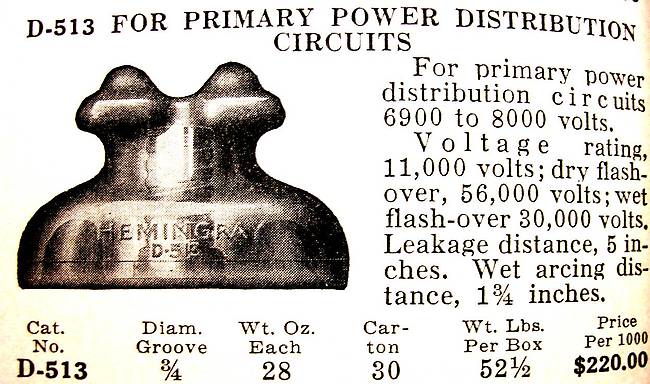 D-513 FOR PRIMARY POWER DISTRIBUTION
CIRCUITS
For primary power
distribution circuits
6900 to 8000 volts.
Voltage rating,
11,000 volts; dry flash-
over, 56,000 volts; wet
flash-over 30,000 volts.
Leakage distance, 5 in-
ches. Wet arcing dis-
tance, 1¾ inches.
HEMINGRAY
D-513
Cat. Diam. Wt. Oz. Car- Wt. Lbs. Price
No. Groove Each ton Per Box Per 1000
D-513 ¾ 28 30 52½ $220.00